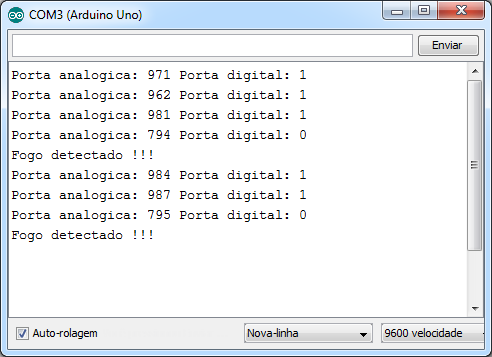 COM3 (Arduino Uno)
Enviar
Porta analogica: 971 Porta digital: 1
Porta analogica: 962 Porta digital: 1
Porta analogica: 981 Porta digital: 1
Porta analogica: 794 Porta digital: 0
Fogo detectado !!!
Porta analogica: 984 Porta digital: 1
Porta analogica: 987 Porta digital: 1
Porta analogica: 795 Porta digital: 0
Fogo detectado !!!
Auto-rolagem Nova-linha 9600 velocidade